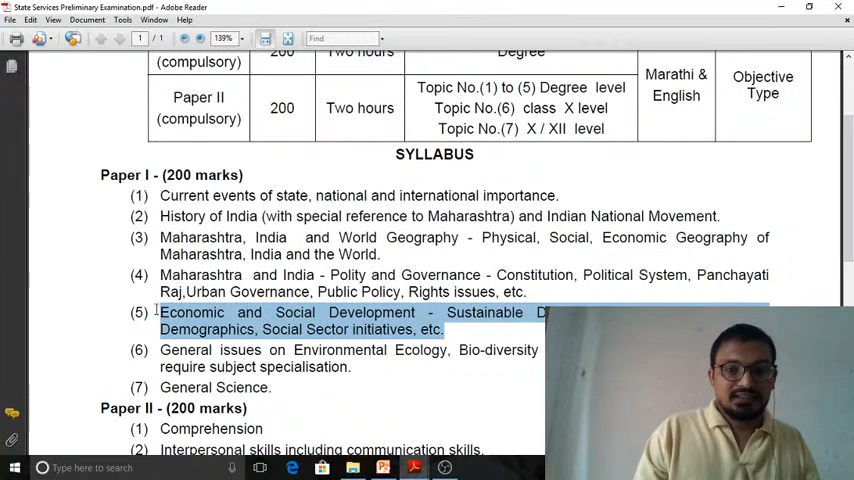 State Services Preliminary Examination.pdf - Adobe Reader
File Edit View Document Tools Window Help
1 / 1 139% Find
(compulsory) 200 Two hours Degree
Paper II
(compulsory)
200
Two hours
Topic No.(1) to (5) Degree level
Topic No.(6) class X level
Topic No.(7) X / XII level
Marathi &
English
Objective
Type
SYLLABUS
Paper I - (200 marks)
(1) Current events of state, national and international importance.
(2) History of India (with special reference to Maharashtra) and Indian National Movement.
(3) Maharashtra, India and World Geography - Physical, Social, Economic Geography of
Maharashtra, India and the World.
(4) Maharashtra and India - Polity and Governance - Constitution, Political System, Panchayati
Raj,Urban Governance, Public Policy, Rights issues, etc.
(5) Economic and Social Development - Sustainable D
Demographics, Social Sector initiatives, etc.
(6) General issues on Environmental Ecology, Bio-diversity
require subject specialisation.
(7) General Science.
Paper II - (200 marks)
(1) Comprehension
(2) Interpersonal skills including communication skills.
Type here to search